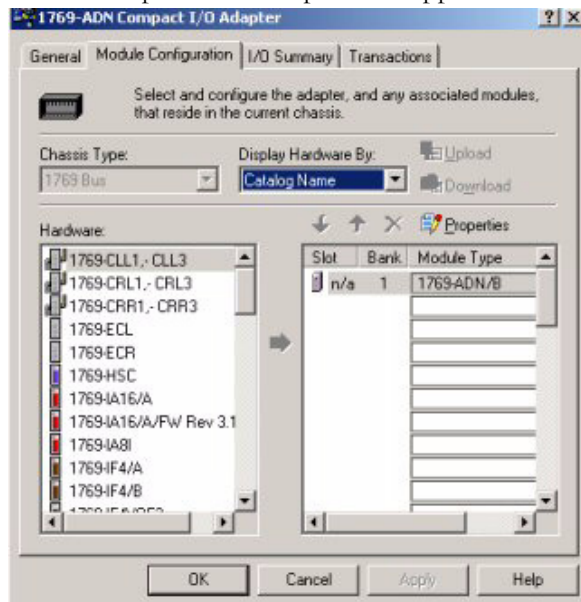 1769-ADN Compact I/O Adapter
General Module Configuration I/O Summary Transactions
Select and configure the adapter, and any associated modules,
that reside in the current chassis.
Chassis Type: Display Hardware By: Upload
1769 Bus Catalog Name Download
Hardware: Properties
1769-CLL1,- CLL3 Slot Bank Module Type
1769-CRL1,- CRL3 n/a 1 1769-ADN/B
1769-CRR1,- CRR3
1769-ECL
1769-ECR
1769-HSC
1769-IA16/A
1769-IA16/A/FW Rev 3.1
1769-IA8I
1769-IF4/A
1769-IF4/B
OK Cancel Apply Help